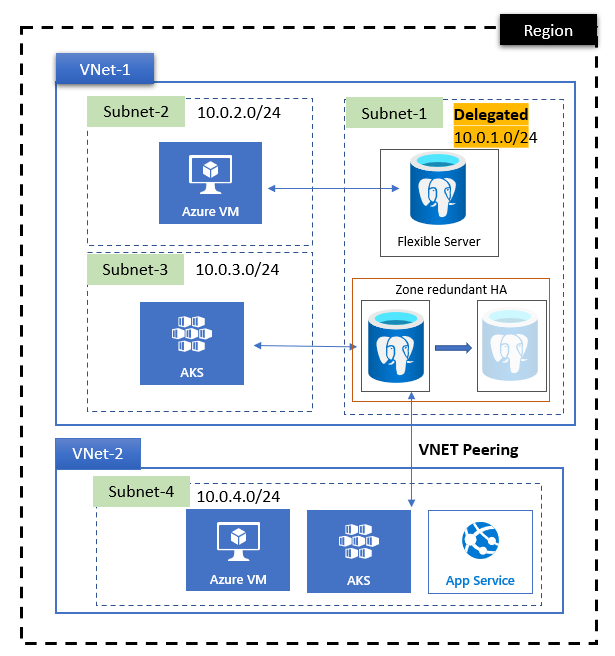 Region
VNet-1
Subnet-2 10.0.2.0/24
Azure VM
Subnet-1 Delegated
10.0.1.0/24
Flexible Server
Subnet-3 10.0.3.0/24
AKS
Zone redundant HA
VNET Peering
VNet-2
Subnet-4 10.0.4.0/24
Azure VM
AKS
App Service